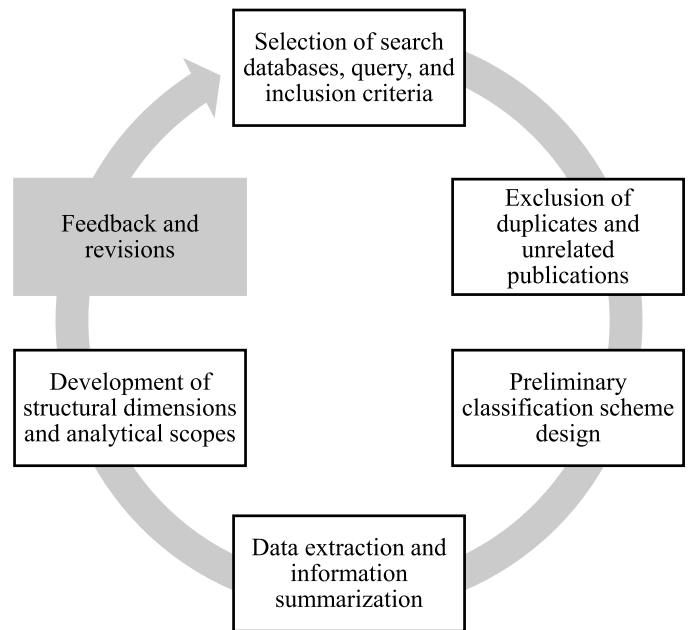 Selection of search
databases, query, and
inclusion criteria
Exclusion of
duplicates and
unrelated
publications
Preliminary
classification scheme
design
Data extraction and
information
summarization
Development of
structural dimensions
and analytical scopes
Feedback and
revisions